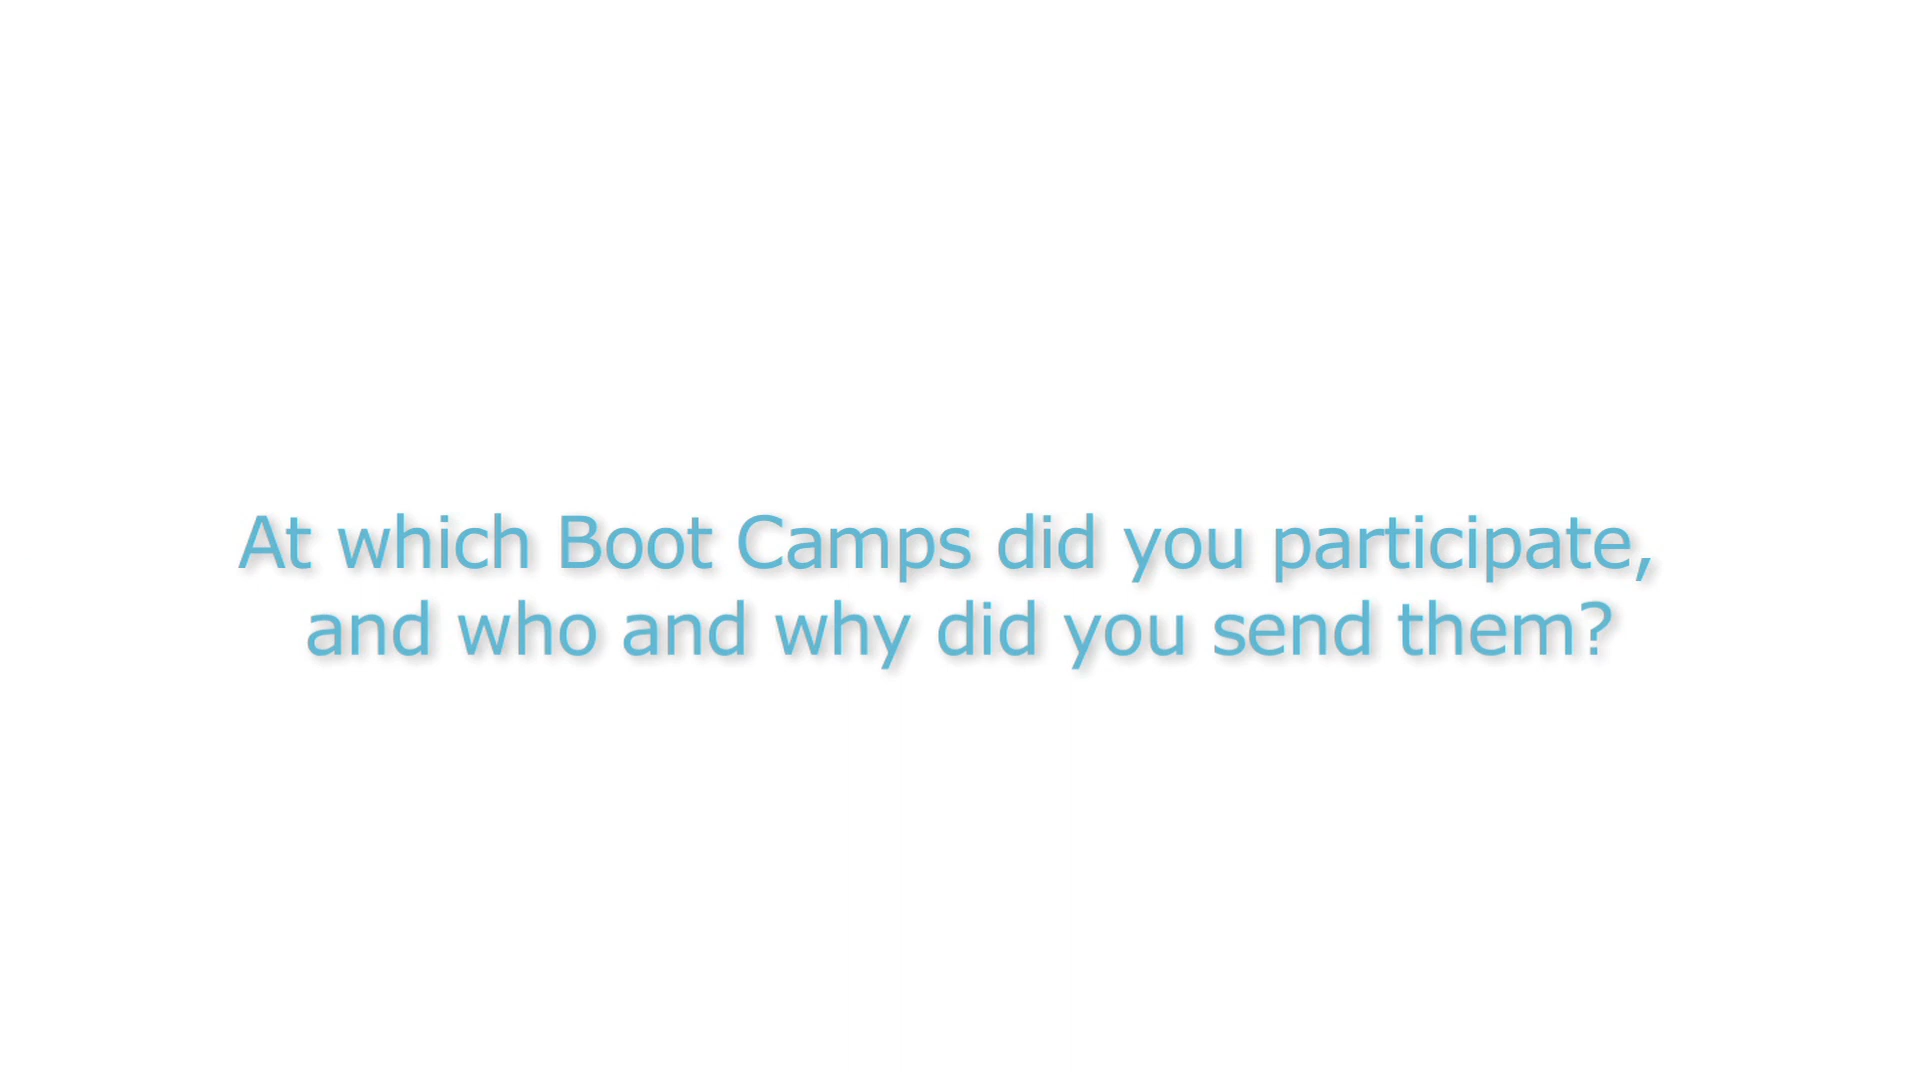 At which Boot Camps did you participate,
and who and why did you send them?